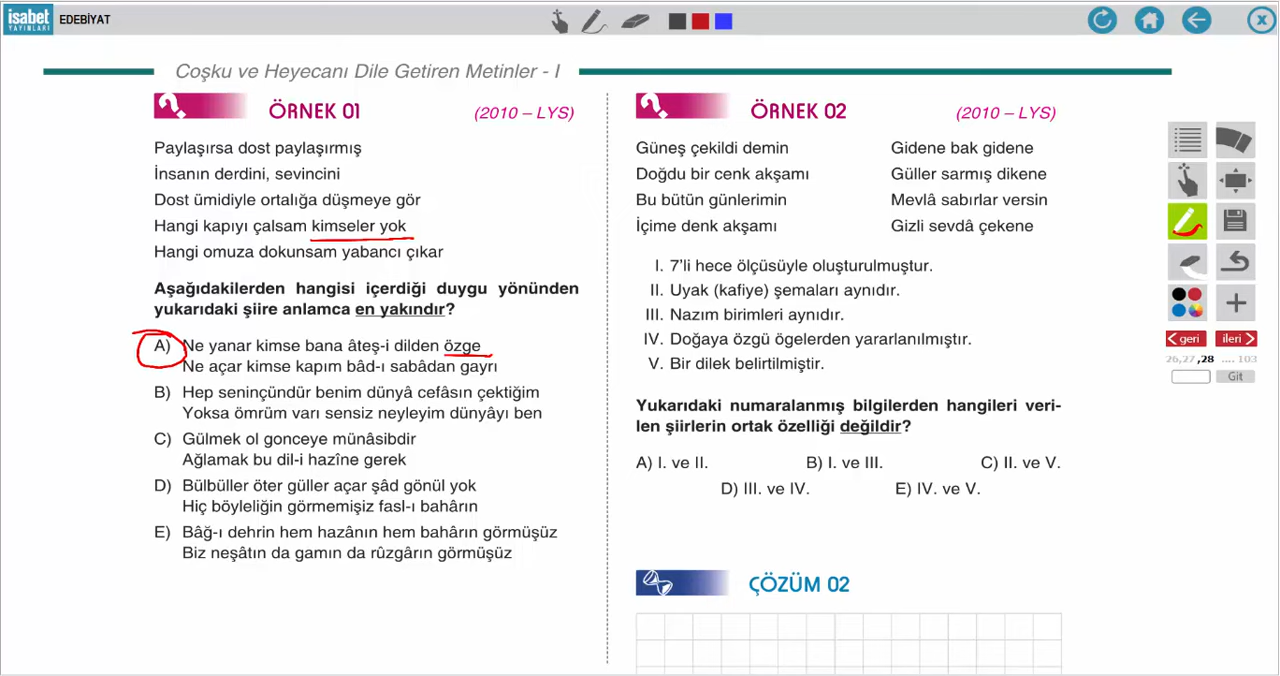 isabet
YAYINLARI
EDEBİYAT
Coşku ve Heyecanı Dile Getiren Metinler - I
ÖRNEK 01
(2010 – LYS)
Paylaşırsa dost paylaşırmış
İnsanın derdini, sevincini
Dost ümidiyle ortalığa düşmeye gör
Hangi kapıyı çalsam kimseler yok
Hangi omuza dokunsam yabancı çıkar
Aşağıdakilerden hangisi içerdiği duygu yönünden
yukarıdaki şiire anlamca en yakındır?
A) Ne yanar kimse bana âteş-i dilden özge
Ne açar kimse kapım bâd-ı sabâdan gayrı
B) Hep seninçündür benim dünyâ cefâsın çektiğim
Yoksa ömrüm varı sensiz neyleyim dünyâyı ben
C) Gülmek ol gonceye münâsibdir
Ağlamak bu dil-i hazîne gerek
D) Bülbüller öter güller açar şâd gönül yok
Hiç böyleliğin görmemişiz fasl-ı bahârın
E) Bâğ-ı dehrin hem hazânın hem bahârın görmüşüz
Biz neşâtın da gamın da rûzgârın görmüşüz
ÖRNEK 02
(2010 – LYS)
Güneş çekildi demin
Doğdu bir cenk akşamı
Bu bütün günlerimin
İçime denk akşamı
Gidene bak gidene
Güller sarmış dikene
Mevlâ sabırlar versin
Gizli sevdâ çekene
I. 7'li hece ölçüsüyle oluşturulmuştur.
II. Uyak (kafiye) şemaları aynıdır.
III. Nazım birimleri aynıdır.
IV. Doğaya özgü ögelerden yararlanılmıştır.
V. Bir dilek belirtilmiştir.
Yukarıdaki numaralanmış bilgilerden hangileri veri-
len şiirlerin ortak özelliği değildir?
A) I. ve II. B) I. ve III. C) II. ve V.
D) III. ve IV. E) IV. ve V.
ÇÖZÜM 02
geri ileri
26,27,28 .... 103
Git